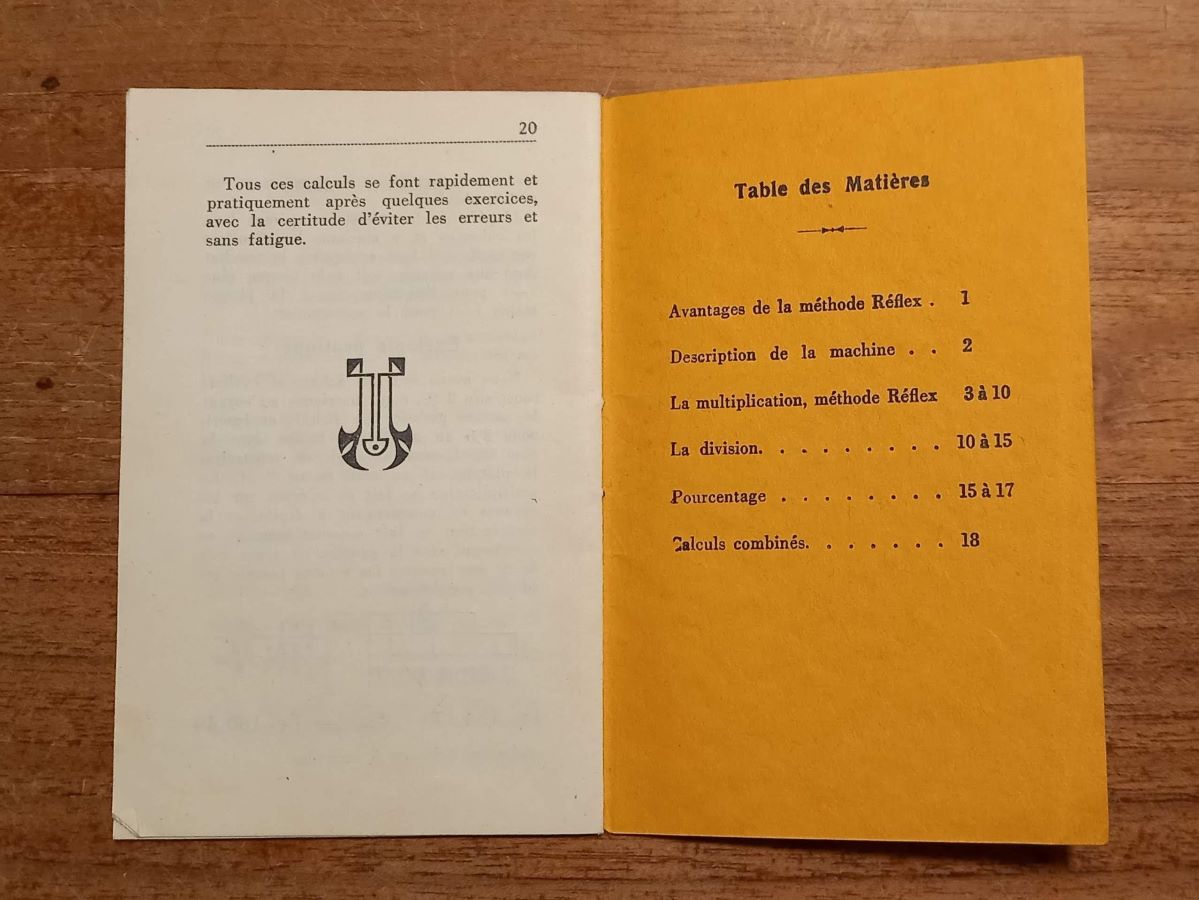 20
Tous ces calculs se font rapidement et
pratiquement après quelques exercices,
avec la certitude d'éviter les erreurs et
sans fatigue.
Table des Matières
Avantages de la méthode Réflex . 1
Description de la machine . . 2
La multiplication, méthode Réflex 3 à 10
La division. . . . . . . . . 10 à 15
Pourcentage . . . . . . . . 15 à 17
Calculs combinés. . . . . . . 18